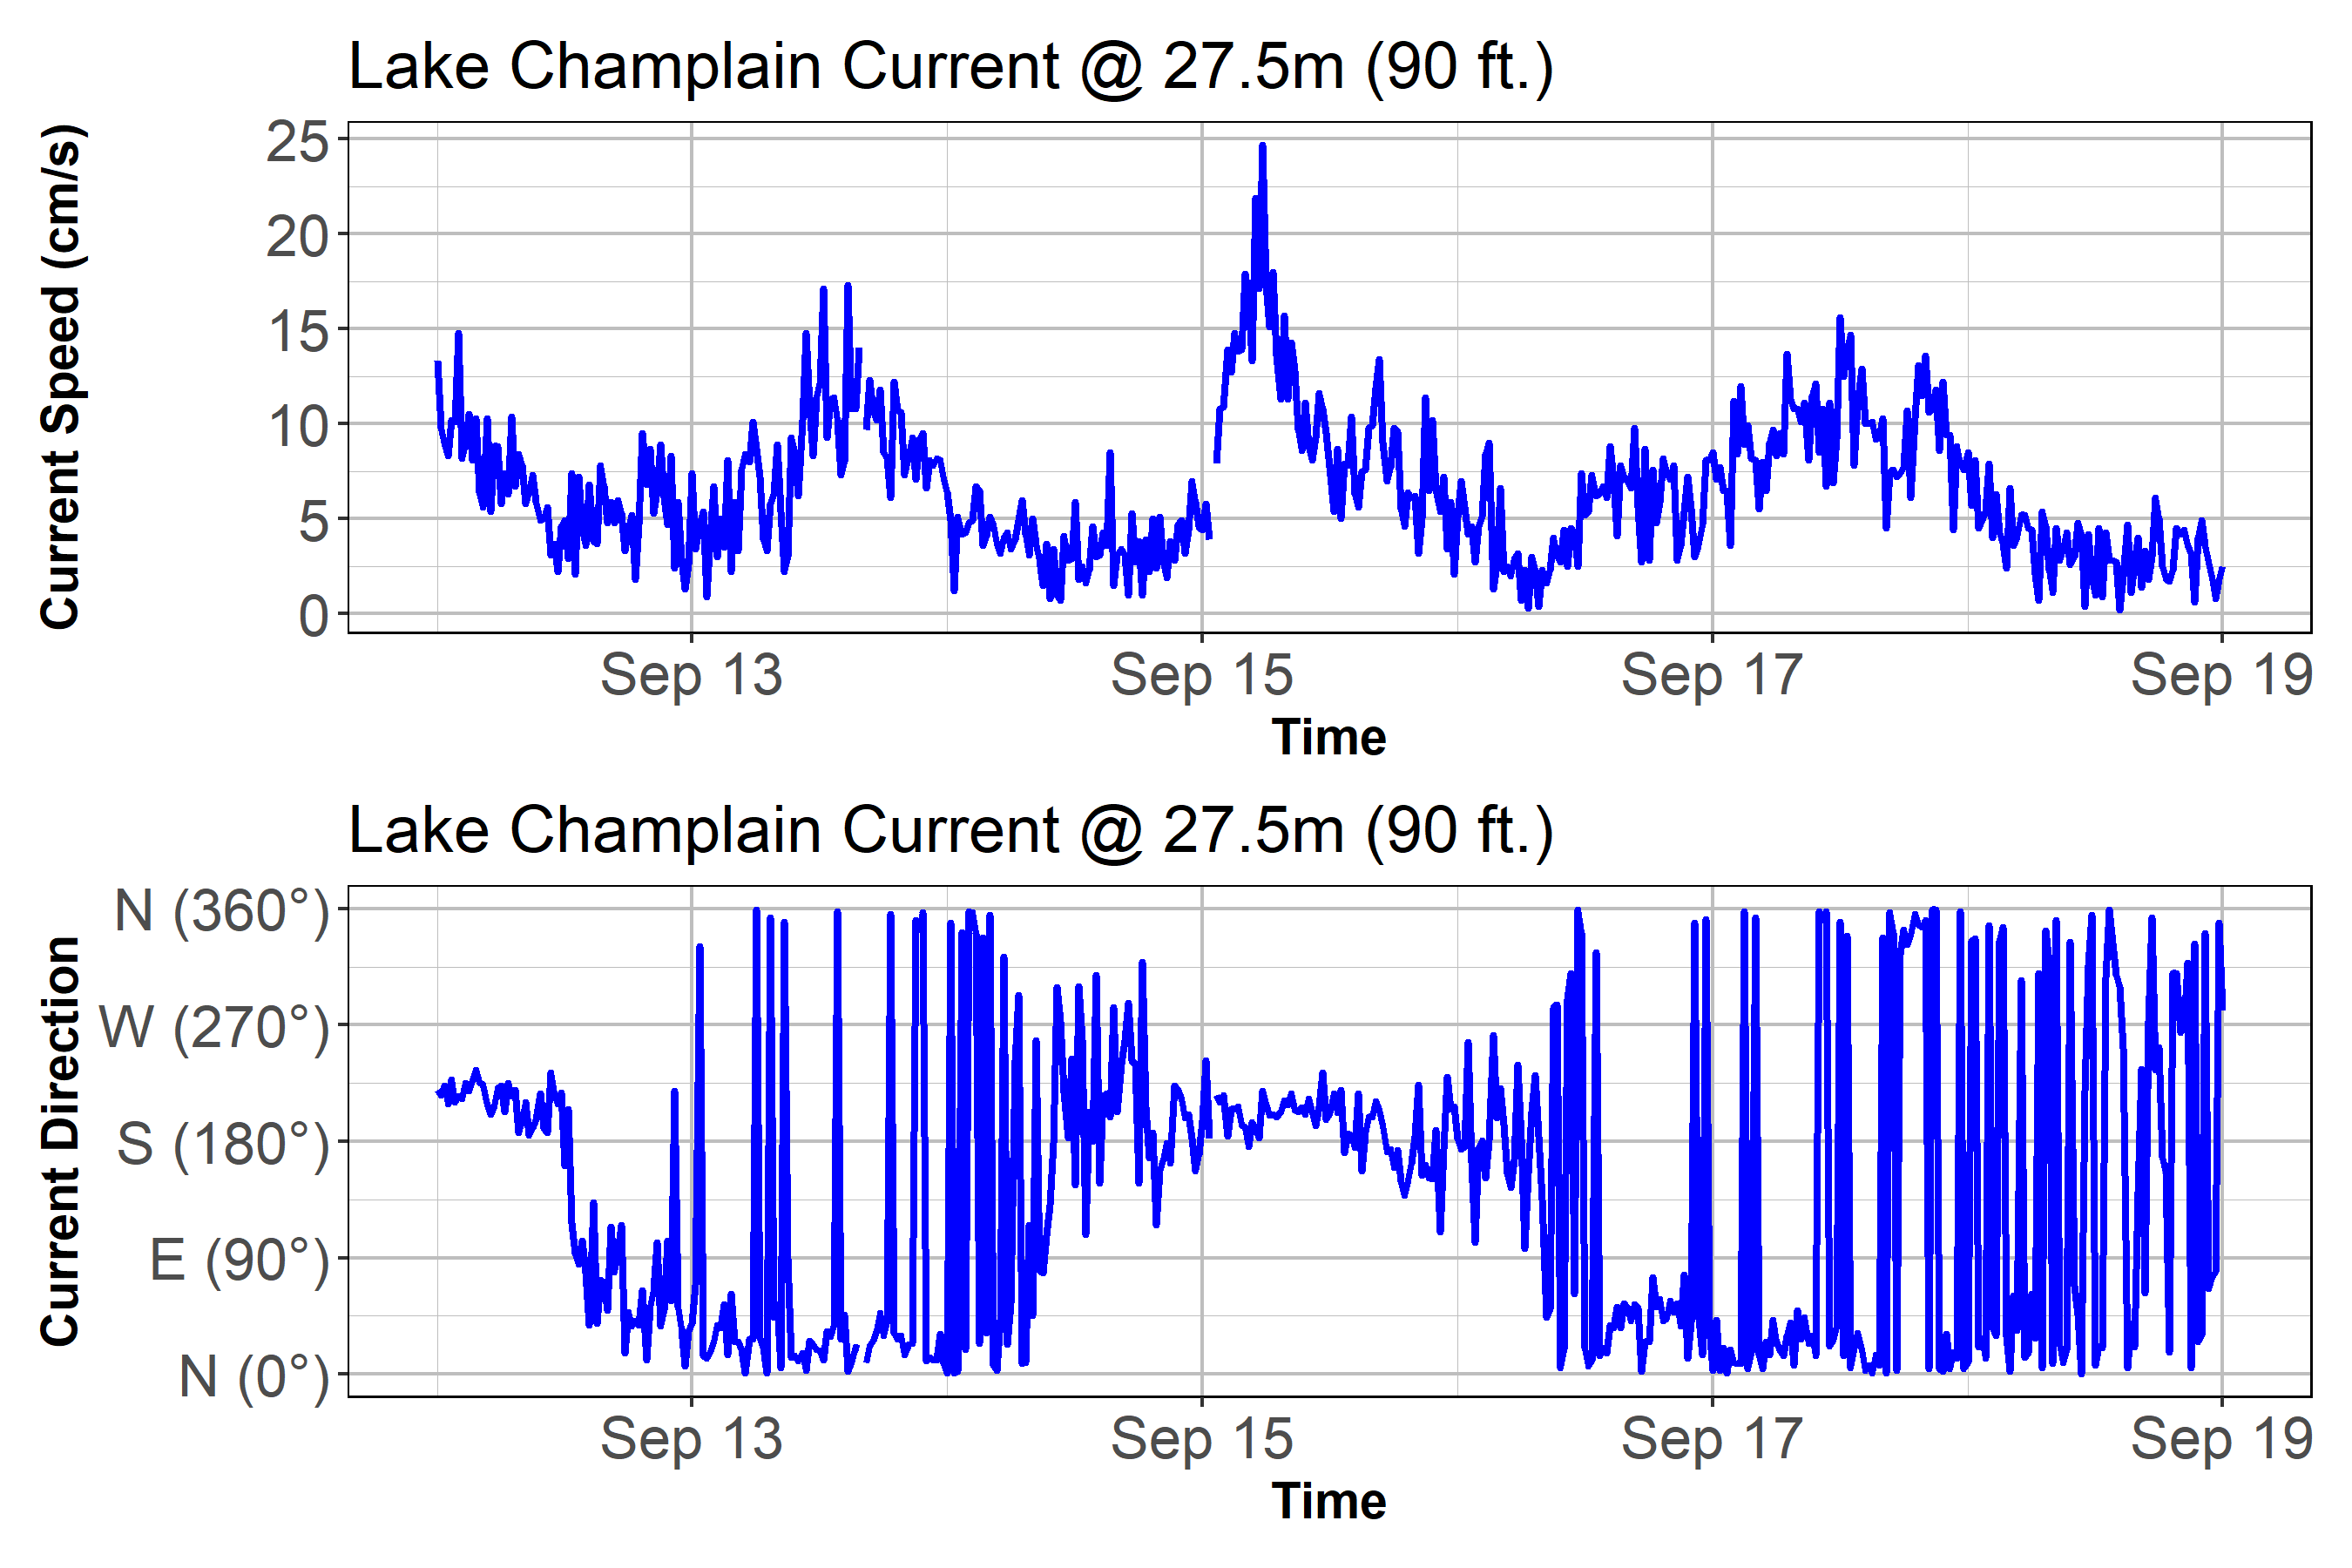 Lake Champlain Current @ 27.5m (90 ft.)
Current Speed (cm/s)
25
20
15
10
5
0
Sep 13 Sep 15 Sep 17 Sep 19
Time
Lake Champlain Current @ 27.5m (90 ft.)
Current Direction
N (360°)
W (270°)
S (180°)
E (90°)
N (0°)
Sep 13 Sep 15 Sep 17 Sep 19
Time